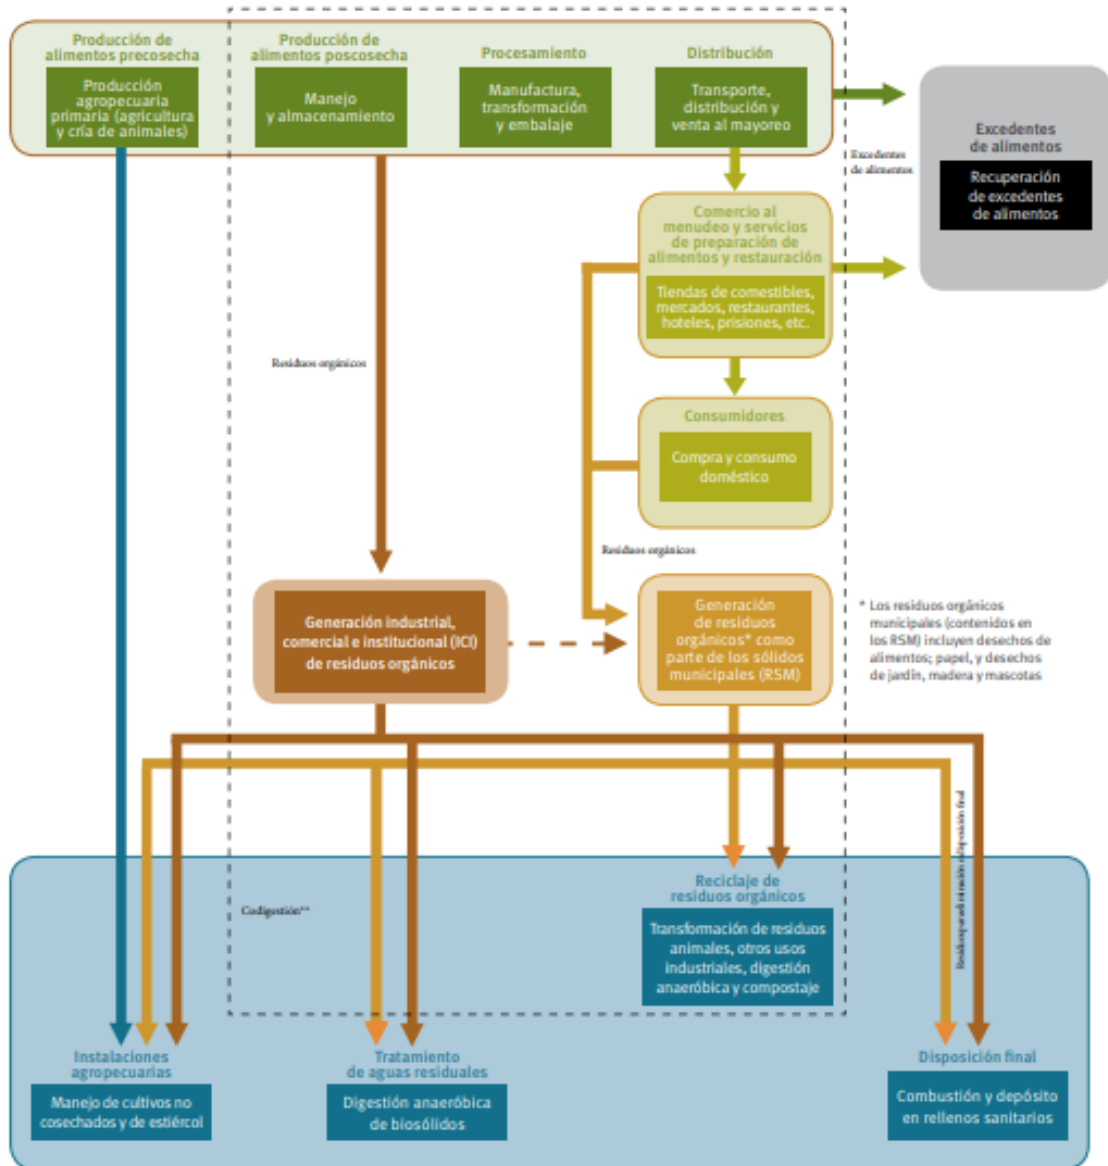 Producción de
alimentos precosecha
Producción
agropecuaria
primaria (agricultura
y cría de animales)
Producción de
alimentos poscosecha
Manejo
y almacenamiento
Procesamiento
Manufactura,
transformación
y embalaje
Distribución
Transporte,
distribución y
venta al mayoreo
Excedentes
de alimentos
Excedentes
de alimentos
Recuperación
de excedentes
de alimentos
Comercio al
menudeo y servicios
de preparación de
alimentos y restauración
Tiendas de comestibles,
mercados, restaurantes,
hoteles, prisiones, etc.
Residuos orgánicos
Consumidores
Compra y consumo
doméstico
Residuos orgánicos
Generación industrial,
comercial e institucional (ICI)
de residuos orgánicos
Generación
de residuos
orgánicos* como
parte de los sólidos
municipales (RSM)
* Los residuos orgánicos
municipales (contenidos en
los RSM) incluyen desechos de
alimentos; papel, y desechos
de jardín, madera y mascotas
Residuos para eliminación o disposición final
Codigestión**
Reciclaje de
residuos orgánicos
Transformación de residuos
animales, otros usos
industriales, digestión
anaeróbica y compostaje
Instalaciones
agropecuarias
Manejo de cultivos no
cosechados y de estiércol
Tratamiento
de aguas residuales
Digestión anaeróbica
de biosólidos
Disposición final
Combustión y depósito
en rellenos sanitarios